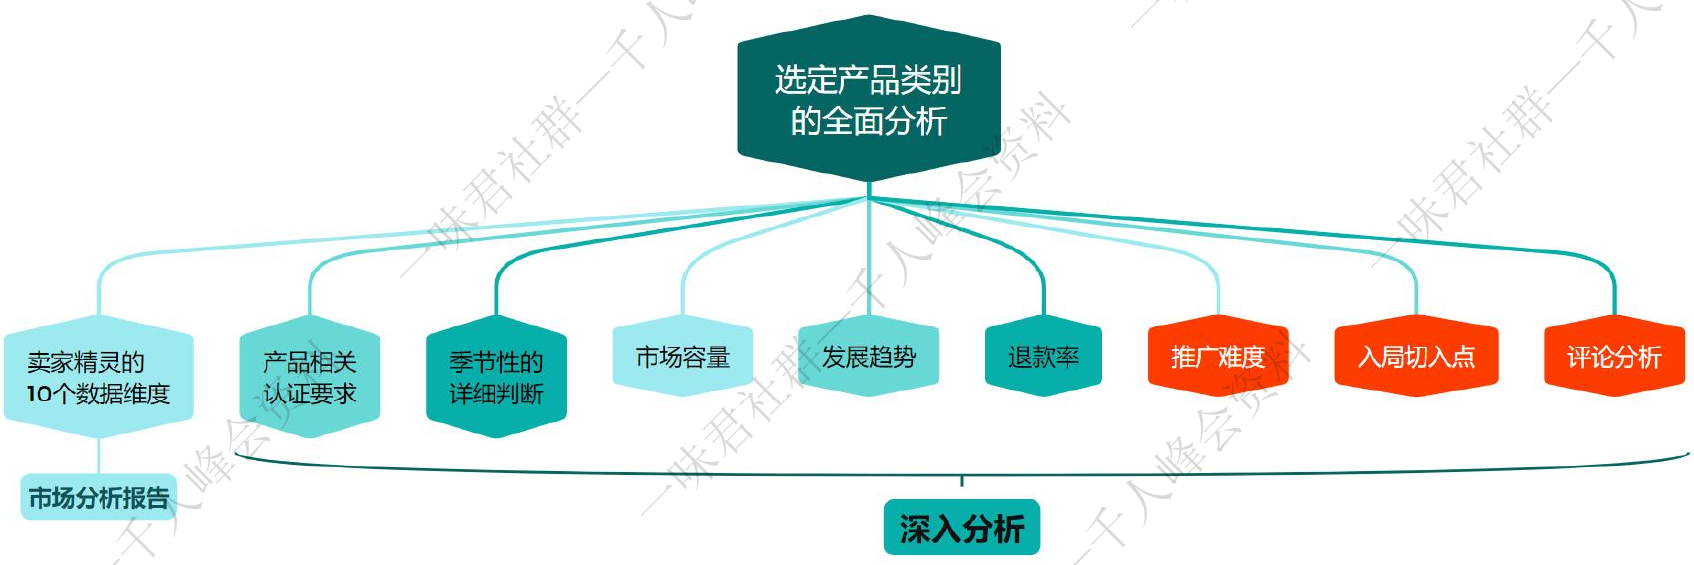 选定产品类别
的全面分析
卖家精灵的
10个数据维度
产品相关
认证要求
季节性的
详细判断
市场容量
发展趋势
退款率
推广难度
入局切入点
评论分析
市场分析报告
深入分析
一味君社群—千人
一味君社群—千人峰会资料
一味君社群—千人
—千人峰会资料
—千人峰会资料